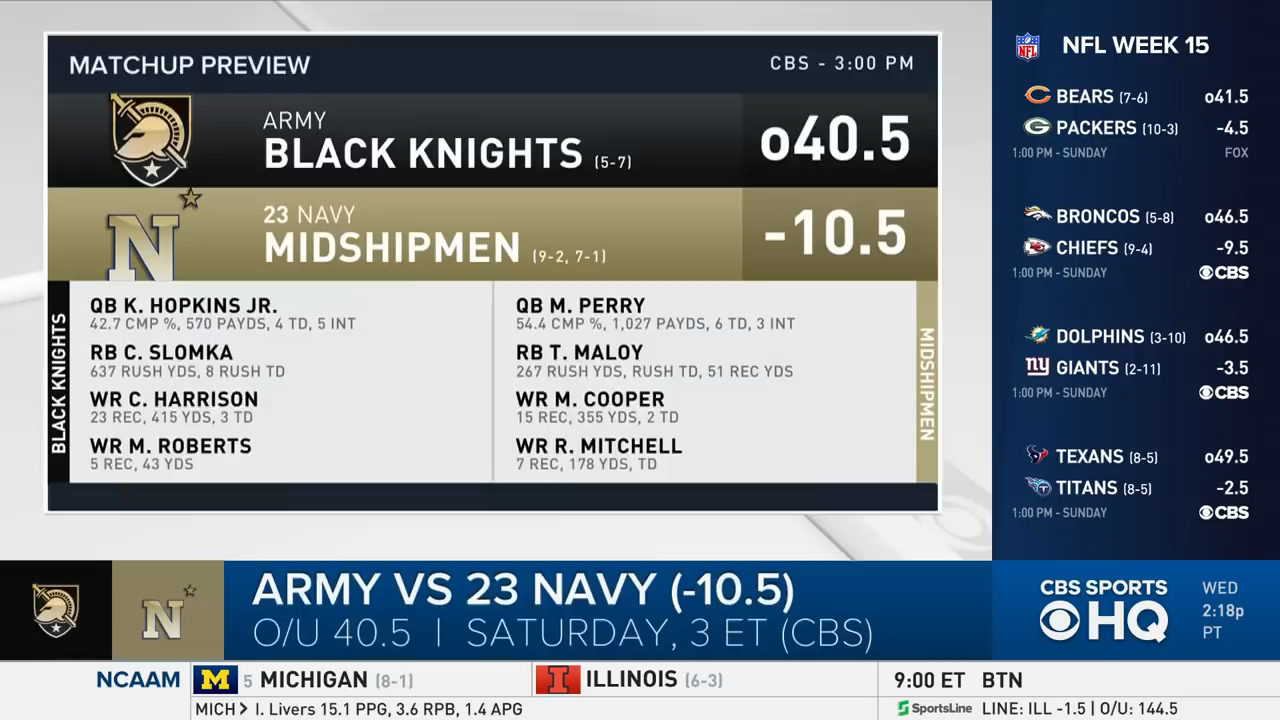 MATCHUP PREVIEW
CBS - 3:00 PM
ARMY
BLACK KNIGHTS (5-7)
o40.5
23 NAVY
MIDSHIPMEN (9-2, 7-1)
-10.5
BLACK KNIGHTS
QB K. HOPKINS JR.
42.7 CMP %, 570 PAYDS, 4 TD, 5 INT
RB C. SLOMKA
637 RUSH YDS, 8 RUSH TD
WR C. HARRISON
23 REC, 415 YDS, 3 TD
WR M. ROBERTS
5 REC, 43 YDS
QB M. PERRY
54.4 CMP %, 1,027 PAYDS, 6 TD, 3 INT
RB T. MALOY
267 RUSH YDS, RUSH TD, 51 REC YDS
WR M. COOPER
15 REC, 355 YDS, 2 TD
WR R. MITCHELL
7 REC, 178 YDS, TD
MIDSHIPMEN
NFL WEEK 15
BEARS (7-6) o41.5
PACKERS (10-3) -4.5
1:00 PM - SUNDAY FOX
BRONCOS (5-8) o46.5
CHIEFS (9-4) -9.5
1:00 PM - SUNDAY CBS
DOLPHINS (3-10) o46.5
GIANTS (2-11) -3.5
1:00 PM - SUNDAY CBS
TEXANS (8-5) o49.5
TITANS (8-5) -2.5
1:00 PM - SUNDAY CBS
ARMY VS 23 NAVY (-10.5)
O/U 40.5 | SATURDAY, 3 ET (CBS)
CBS SPORTS
HQ
WED
2:18p
PT
NCAAM
M 5 MICHIGAN (8-1)
I ILLINOIS (6-3)
9:00 ET BTN
MICH > I. Livers 15.1 PPG, 3.6 RPB, 1.4 APG
SportsLine LINE: ILL -1.5 | O/U: 144.5